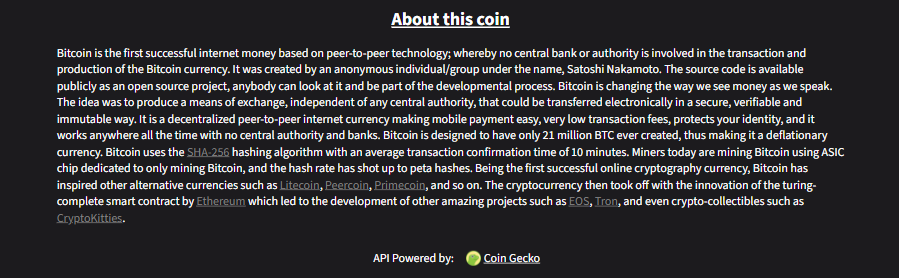 About this coin
Bitcoin is the first successful internet money based on peer-to-peer technology; whereby no central bank or authority is involved in the transaction and
production of the Bitcoin currency. It was created by an anonymous individual/group under the name, Satoshi Nakamoto. The source code is available
publicly as an open source project, anybody can look at it and be part of the developmental process. Bitcoin is changing the way we see money as we speak.
The idea was to produce a means of exchange, independent of any central authority, that could be transferred electronically in a secure, verifiable and
immutable way. It is a decentralized peer-to-peer internet currency making mobile payment easy, very low transaction fees, protects your identity, and it
works anywhere all the time with no central authority and banks. Bitcoin is designed to have only 21 million BTC ever created, thus making it a deflationary
currency. Bitcoin uses the SHA-256 hashing algorithm with an average transaction confirmation time of 10 minutes. Miners today are mining Bitcoin using ASIC
chip dedicated to only mining Bitcoin, and the hash rate has shot up to peta hashes. Being the first successful online cryptography currency, Bitcoin has
inspired other alternative currencies such as Litecoin, Peercoin, Primecoin, and so on. The cryptocurrency then took off with the innovation of the turing-
complete smart contract by Ethereum which led to the development of other amazing projects such as EOS, Tron, and even crypto-collectibles such as
CryptoKitties.
API Powered by: Coin Gecko